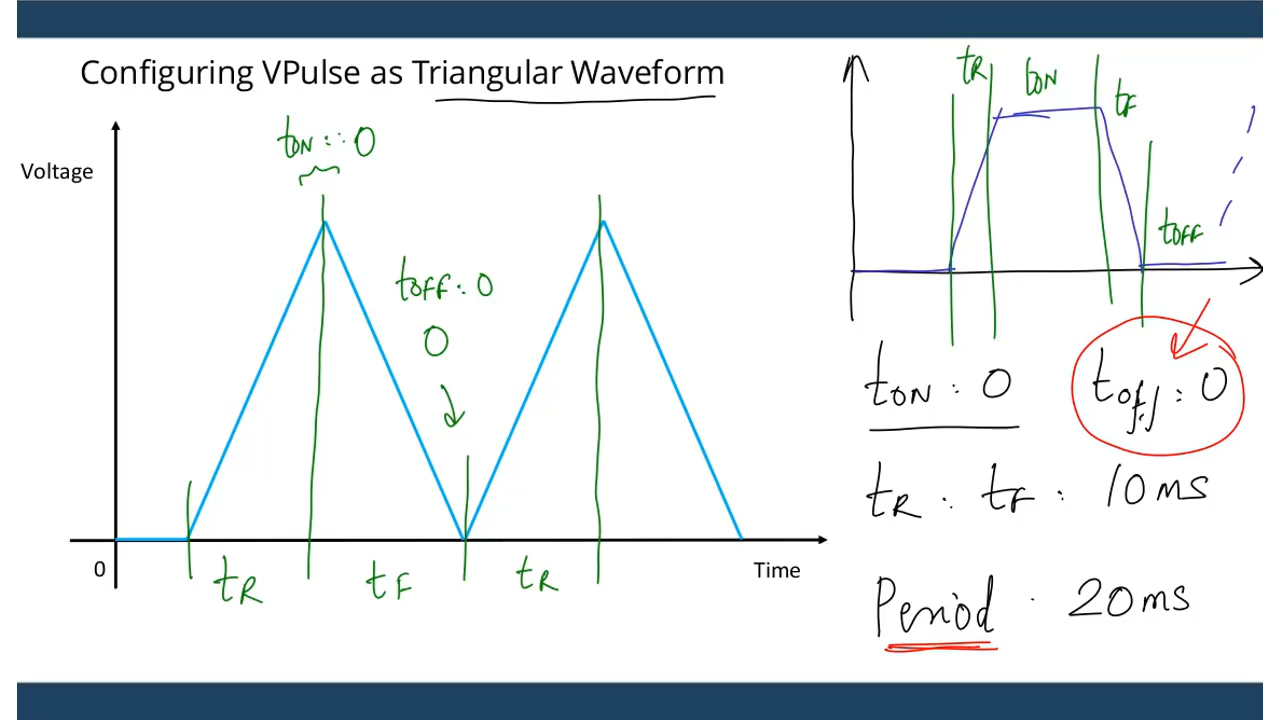 Configuring VPulse as Triangular Waveform
Voltage
tON : 0
tOFF : 0
0
0
tR
tF
tR
Time
tR
tON
tF
tOFF
tON : 0
toff : 0
tR : tF : 10ms
Period . 20ms